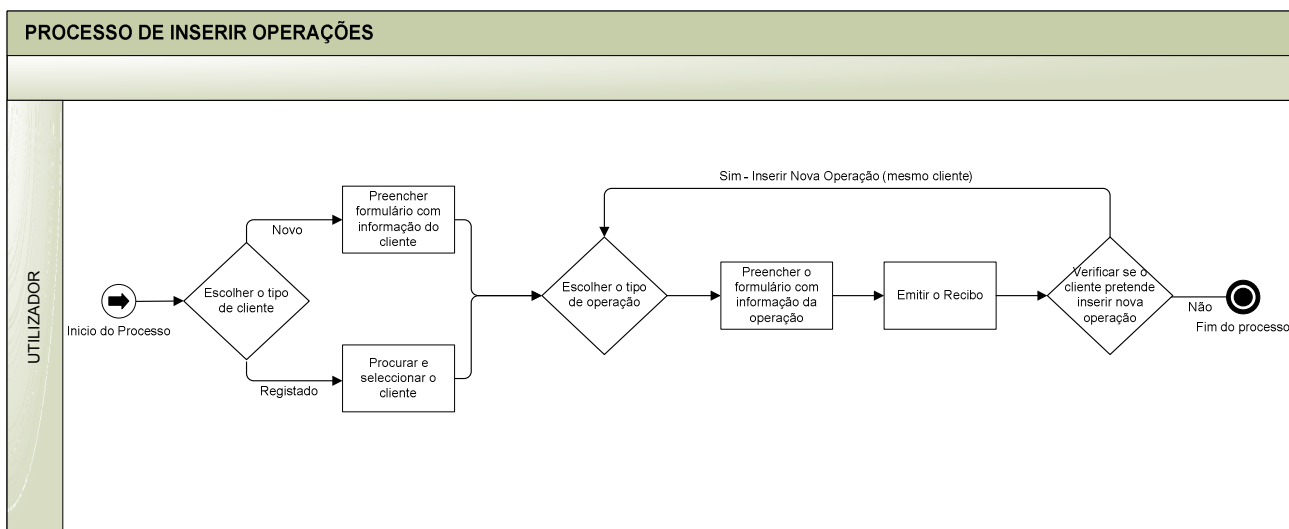 PROCESSO DE INSERIR OPERAÇÕES
UTILIZADOR
Inicio do Processo
Escolher o tipo
de cliente
Novo
Registado
Preencher
formulário com
informação do
cliente
Procurar e
seleccionar o
cliente
Sim - Inserir Nova Operação (mesmo cliente)
Escolher o tipo
de operação
Preencher o
formulário com
informação da
operação
Emitir o Recibo
Verificar se o
cliente pretende
inserir nova
operação
Não
Fim do processo